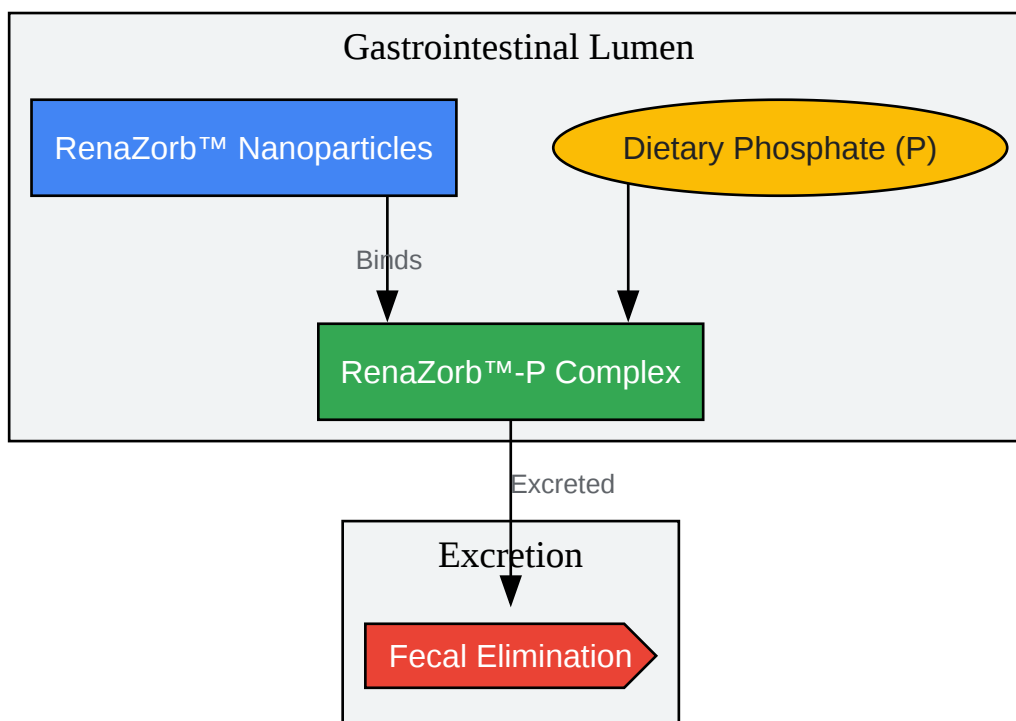 Gastrointestinal Lumen
RenaZorb™ Nanoparticles
Dietary Phosphate (P)
Binds
RenaZorb™-P Complex
Excreted
Excretion
Fecal Elimination